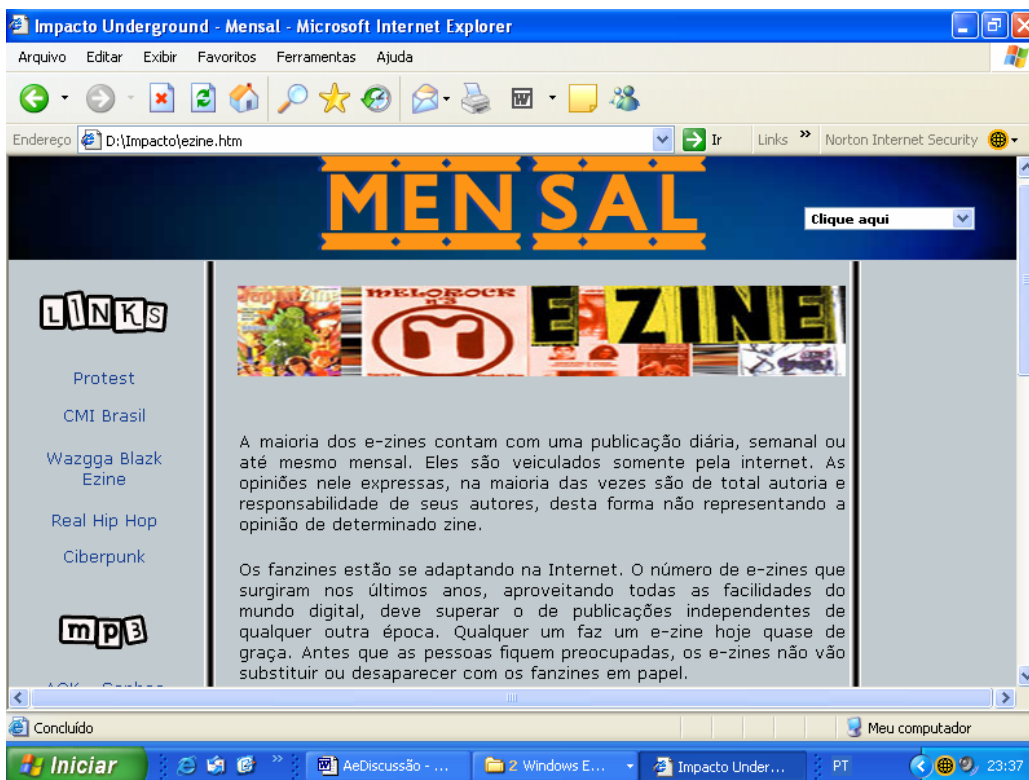 Impacto Underground - Mensal - Microsoft Internet Explorer
Arquivo Editar Exibir Favoritos Ferramentas Ajuda
Endereço D:\Impacto\ezine.htm Ir Links » Norton Internet Security
MENSAL
Clique aqui
LINKS
Protest
CMI Brasil
Wazgga Blazk
Ezine
Real Hip Hop
Ciberpunk
mp3
MELOROCK
nº3
E ZINE
A maioria dos e-zines contam com uma publicação diária, semanal ou
até mesmo mensal. Eles são veiculados somente pela internet. As
opiniões nele expressas, na maioria das vezes são de total autoria e
responsabilidade de seus autores, desta forma não representando a
opinião de determinado zine.
Os fanzines estão se adaptando na Internet. O número de e-zines que
surgiram nos últimos anos, aproveitando todas as facilidades do
mundo digital, deve superar o de publicações independentes de
qualquer outra época. Qualquer um faz um e-zine hoje quase de
graça. Antes que as pessoas fiquem preocupadas, os e-zines não vão
substituir ou desaparecer com os fanzines em papel.
Concluído Meu computador
Iniciar » AeDiscussão - ... 2 Windows E... Impacto Under... PT 23:37